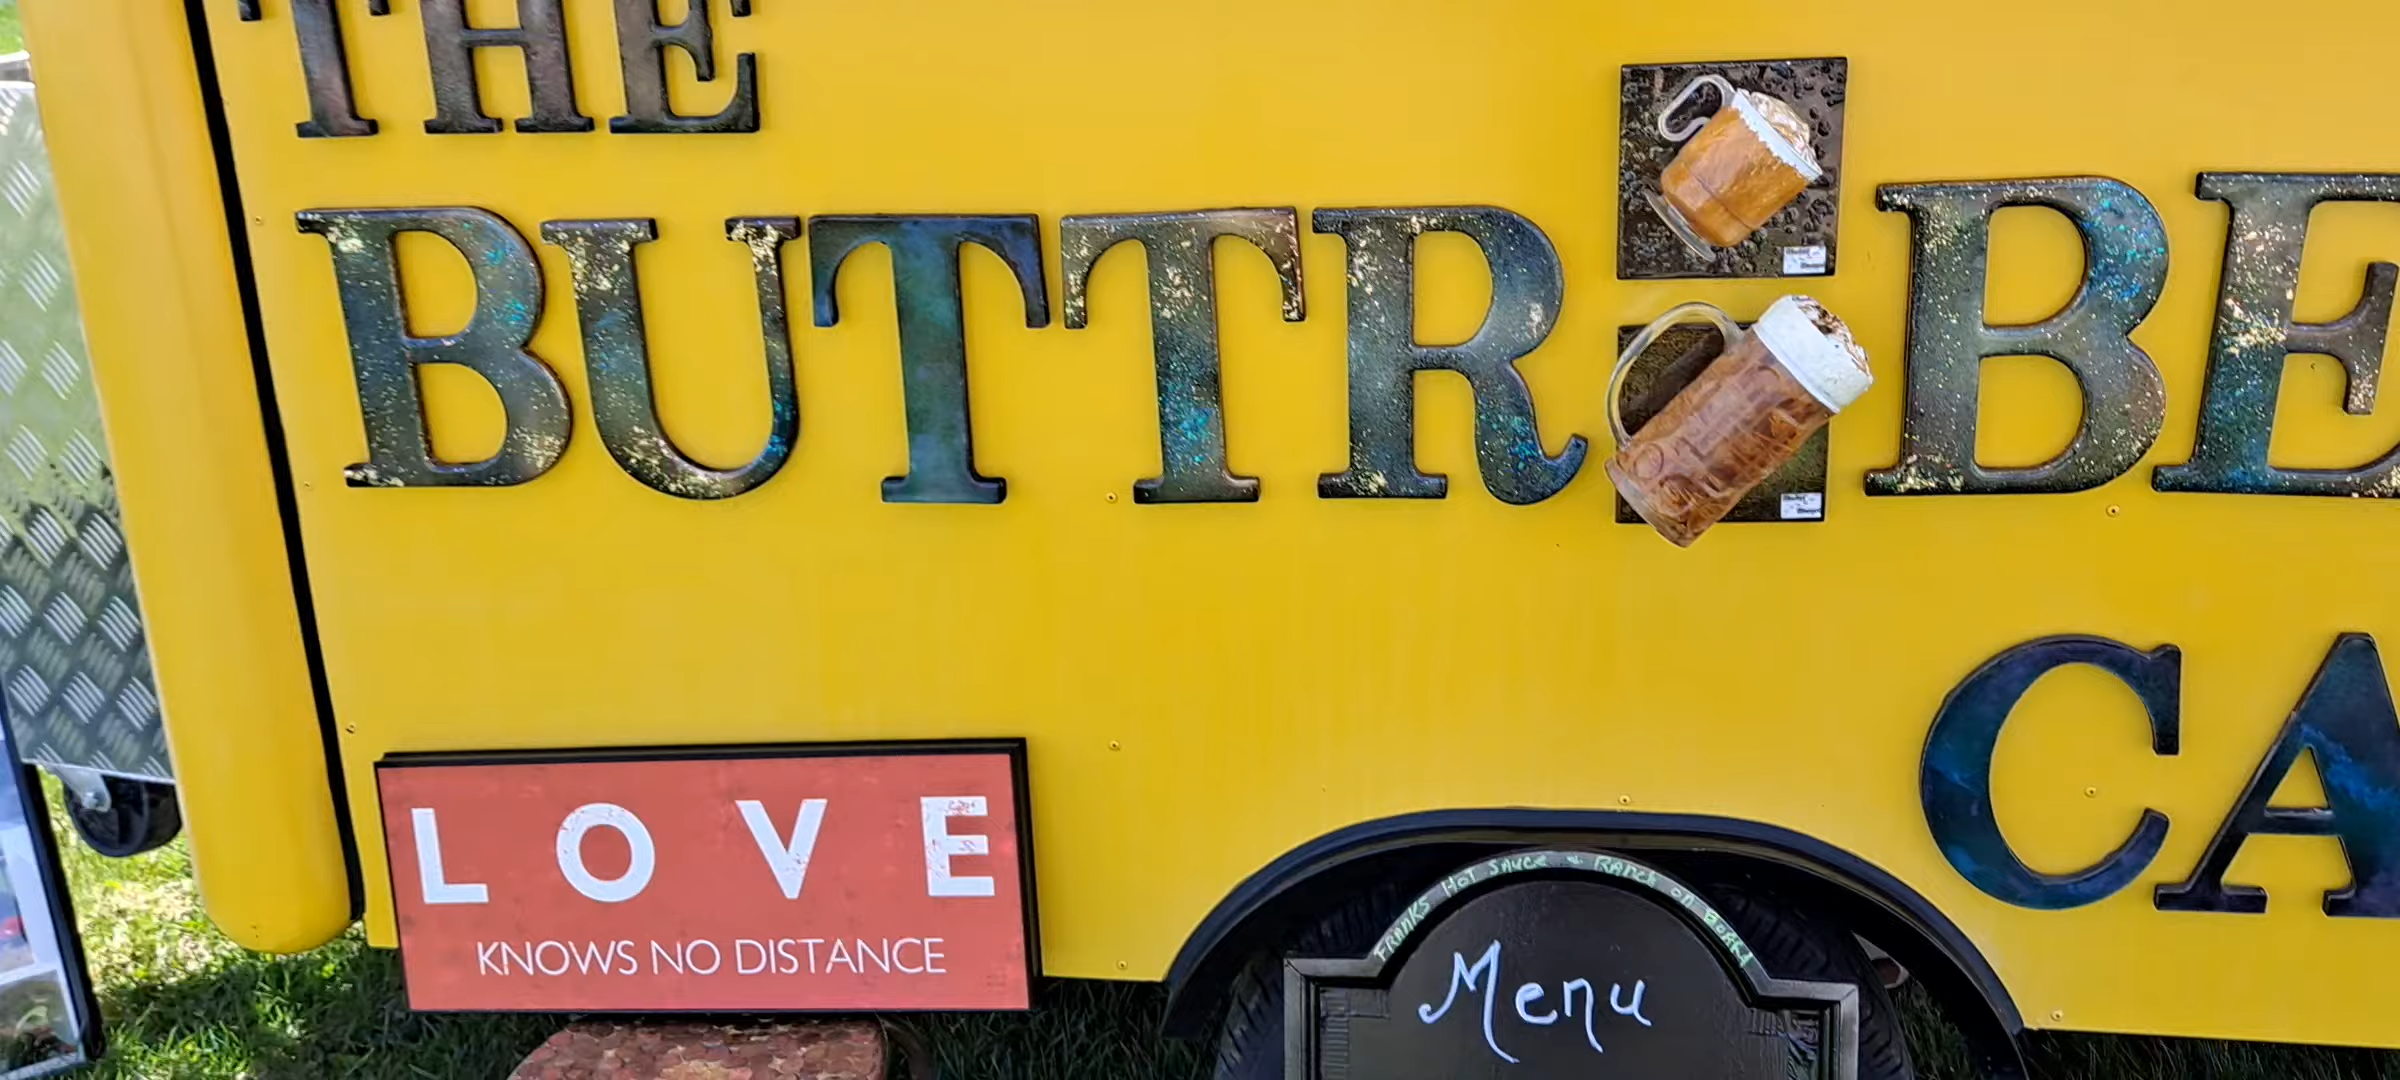 THE
BUTTR BE
CA
LOVE
KNOWS NO DISTANCE
FRANKS HOT SAUCE + RANCH ON BOARD
Menu